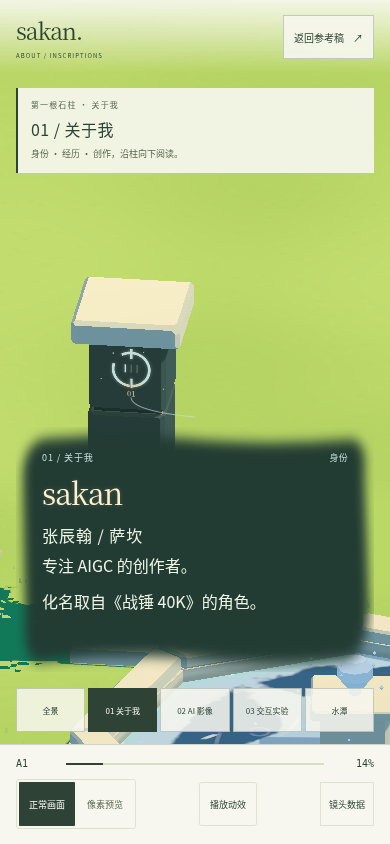 sakan.
ABOUT / INSCRIPTIONS
返回参考稿 ↗
第一根石柱 · 关于我
01 / 关于我
身份 · 经历 · 创作，沿柱向下阅读。
01
01 / 关于我 身份
sakan
张辰翰 / 萨坎
专注 AIGC 的创作者。
化名取自《战锤 40K》的角色。
全景 01 关于我 02 AI 影像 03 交互实验 水潭
A1 14%
正常画面 像素预览 播放动效 镜头数据